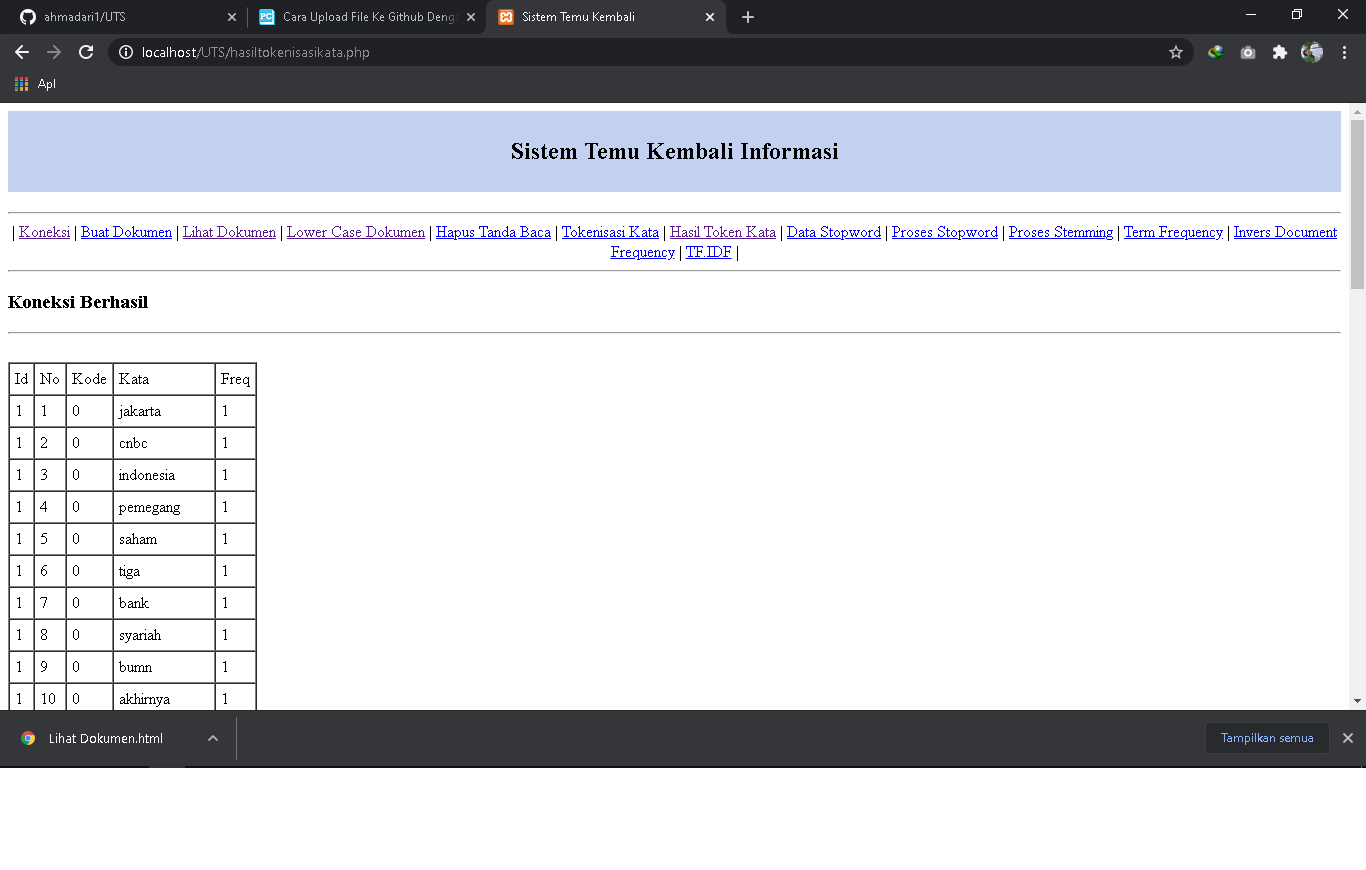 ahmadari1/UTS
Cara Upload File Ke Github Deng
Sistem Temu Kembali
localhost/UTS/hasiltokenisasikata.php
Apl
Sistem Temu Kembali Informasi
| Koneksi | Buat Dokumen | Lihat Dokumen | Lower Case Dokumen | Hapus Tanda Baca | Tokenisasi Kata | Hasil Token Kata | Data Stopword | Proses Stopword | Proses Stemming | Term Frequency | Invers Document
Frequency | TF.IDF |
Koneksi Berhasil
Id No Kode Kata Freq
1 1 0 jakarta 1
1 2 0 cnbc 1
1 3 0 indonesia 1
1 4 0 pemegang 1
1 5 0 saham 1
1 6 0 tiga 1
1 7 0 bank 1
1 8 0 syariah 1
1 9 0 bumn 1
1 10 0 akhirnya 1
Lihat Dokumen.html
Tampilkan semua